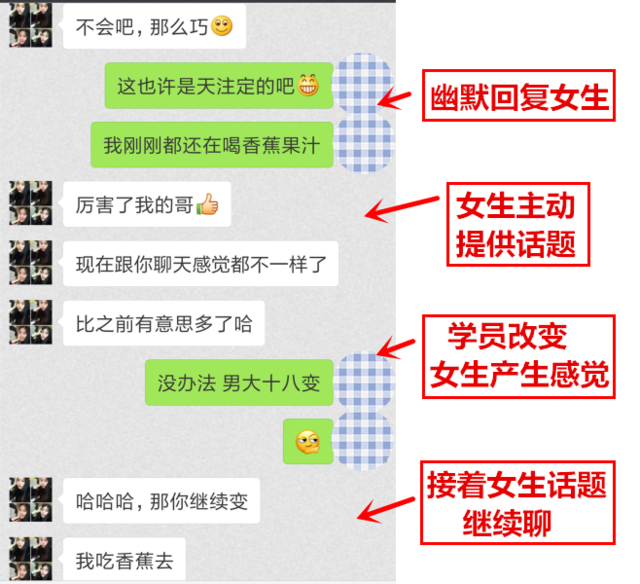 不会吧，那么巧
这也许是天注定的吧
幽默回复女生
我刚刚都还在喝香蕉果汁
厉害了我的哥
女生主动
提供话题
现在跟你聊天感觉都不一样了
比之前有意思多了哈
学员改变
女生产生感觉
没办法 男大十八变
哈哈哈，那你继续变
接着女生话题
继续聊
我吃香蕉去